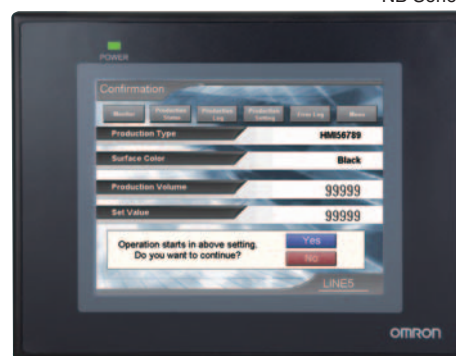 POWER
Confirmation
Monitor
Production
Status
Production
Log
Production
Setting
Error Log
Menu
Production Type
HMI56789
Surface Color
Black
Production Volume
99999
Set Value
99999
Operation starts in above setting.
Do you want to continue?
Yes
No
LINE5
OMRON